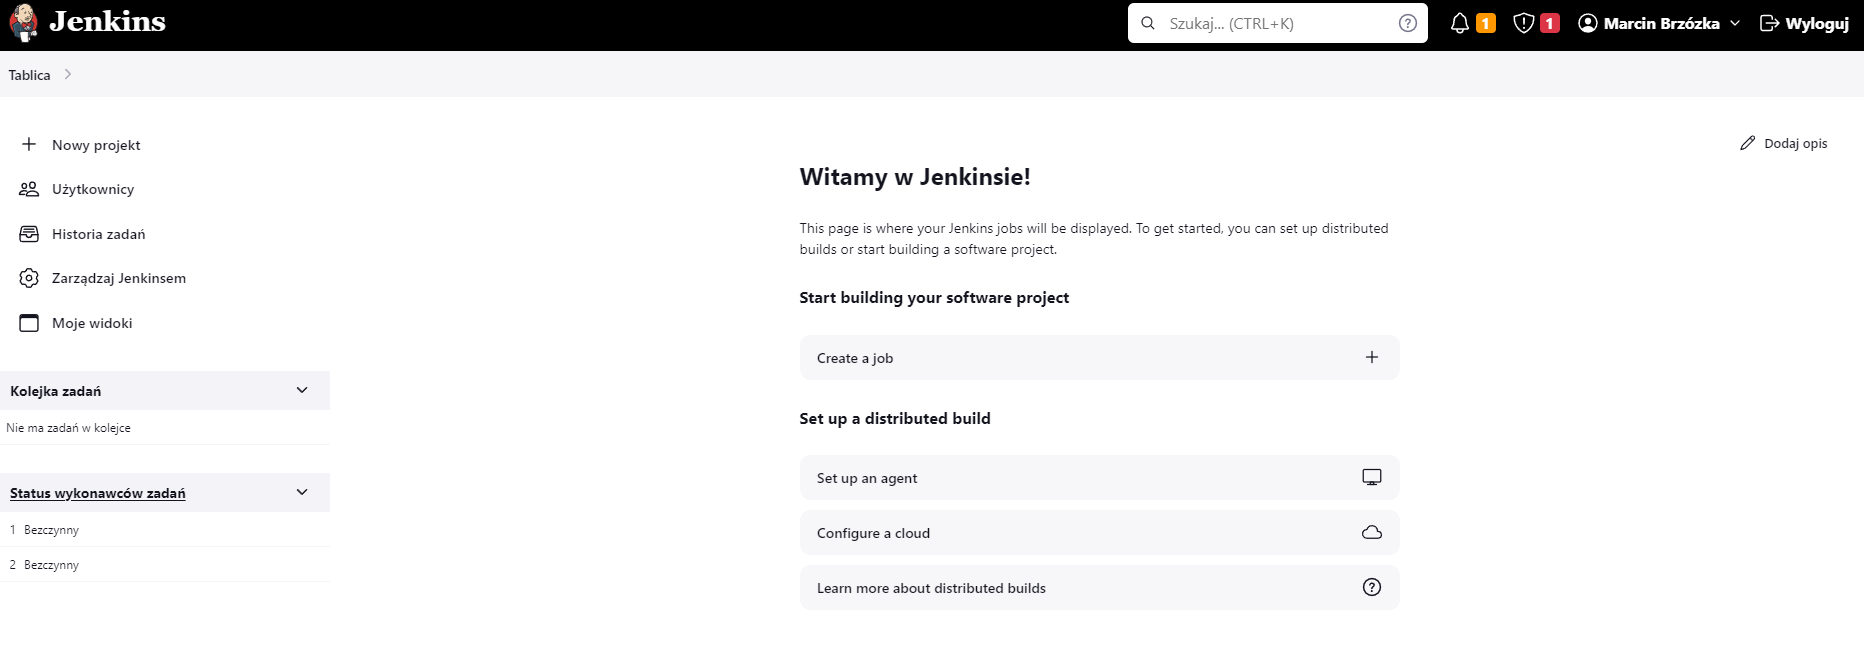 Jenkins
Szukaj... (CTRL+K)
?
1
1
Marcin Brzózka
Wyloguj
Tablica
Nowy projekt
Użytkownicy
Historia zadań
Zarządzaj Jenkinsem
Moje widoki
Kolejka zadań
Nie ma zadań w kolejce
Status wykonawców zadań
1 Bezczynny
2 Bezczynny
Dodaj opis
Witamy w Jenkinsie!
This page is where your Jenkins jobs will be displayed. To get started, you can set up distributed
builds or start building a software project.
Start building your software project
Create a job
Set up a distributed build
Set up an agent
Configure a cloud
Learn more about distributed builds
?